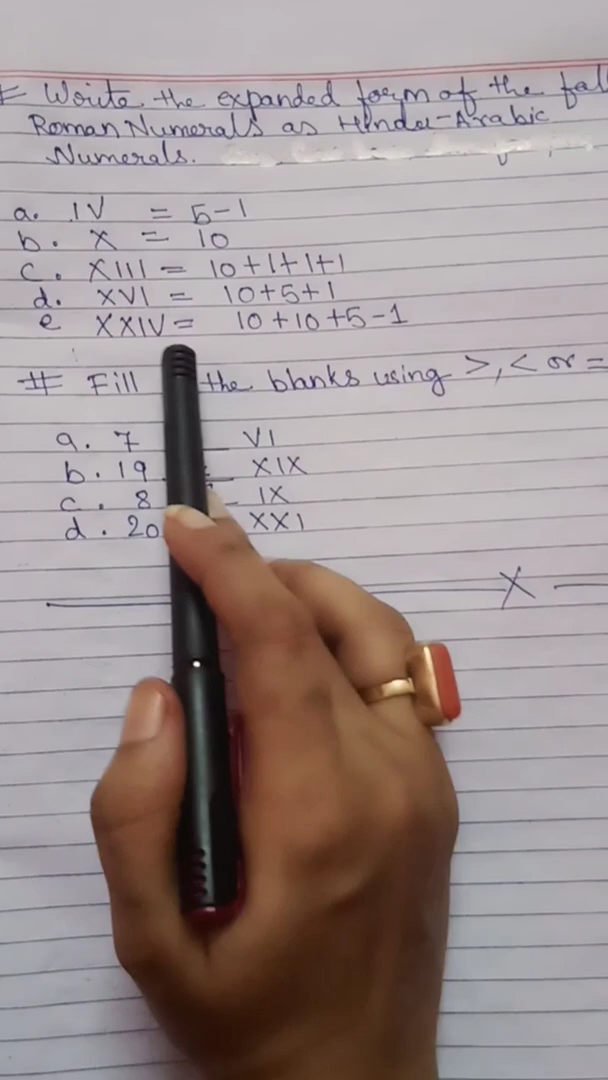 # Write the expanded form of the
Roman Numerals as Hindu-Arabic
Numerals.
a. IV = 5-1
b. X = 10
c. XIII = 10+1+1+1
d. XVI = 10+5+1
e XXIV = 10+10+5-1
# Fill the blanks using >, < or =
a. 7 _ VI
b. 19 _ XIX
c. 8 _ IX
d. 20 XXI
X